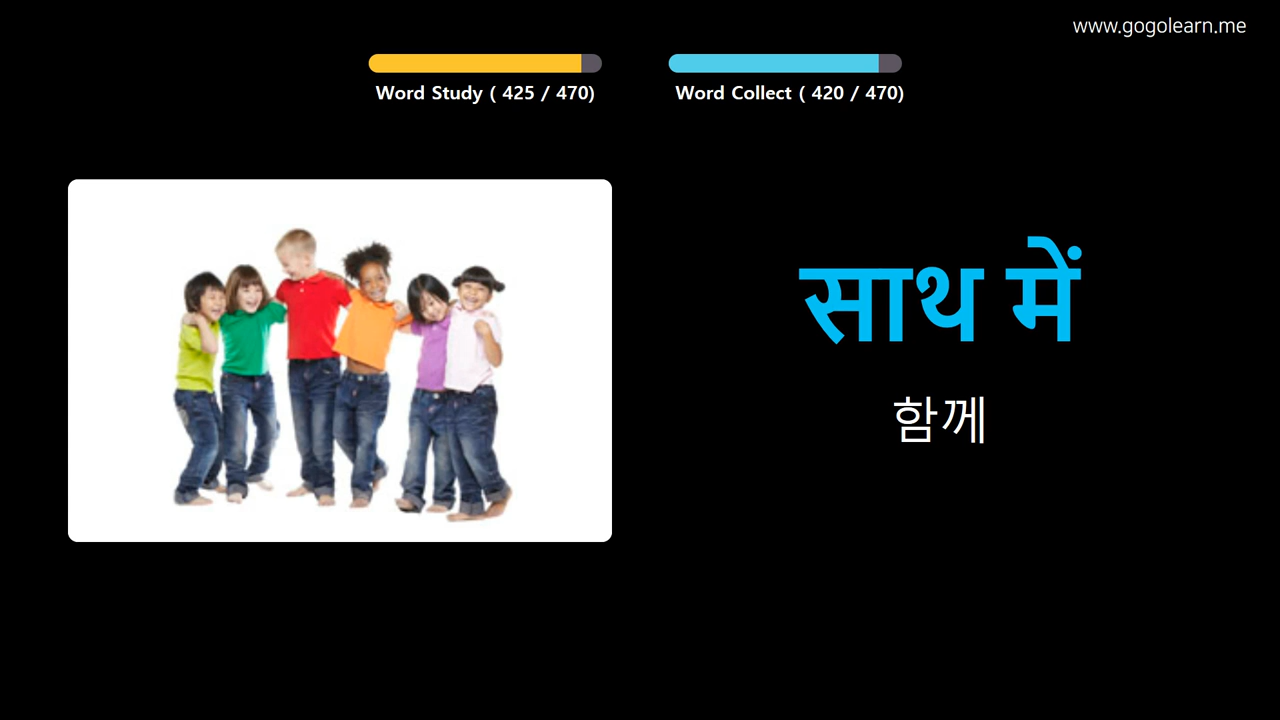 www.gogolearn.me
Word Study ( 425 / 470)
Word Collect ( 420 / 470)
साथ में
함께